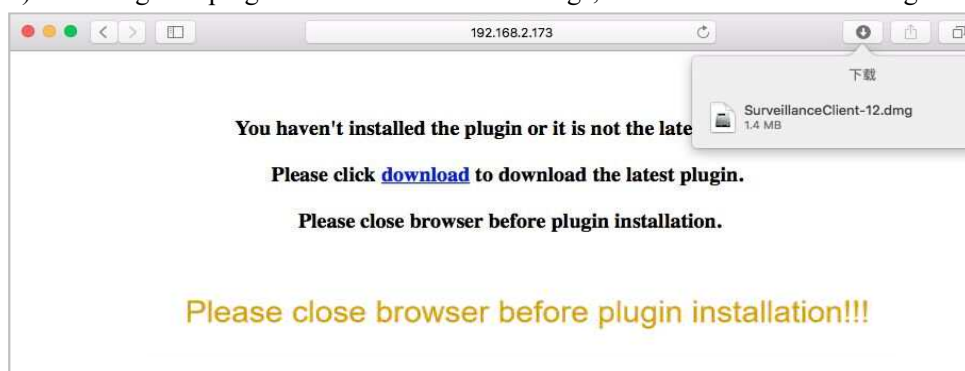 192.168.2.173
下载
SurveillanceClient-12.dmg
1.4 MB
You haven't installed the plugin or it is not the late
Please click download to download the latest plugin.
Please close browser before plugin installation.
Please close browser before plugin installation!!!